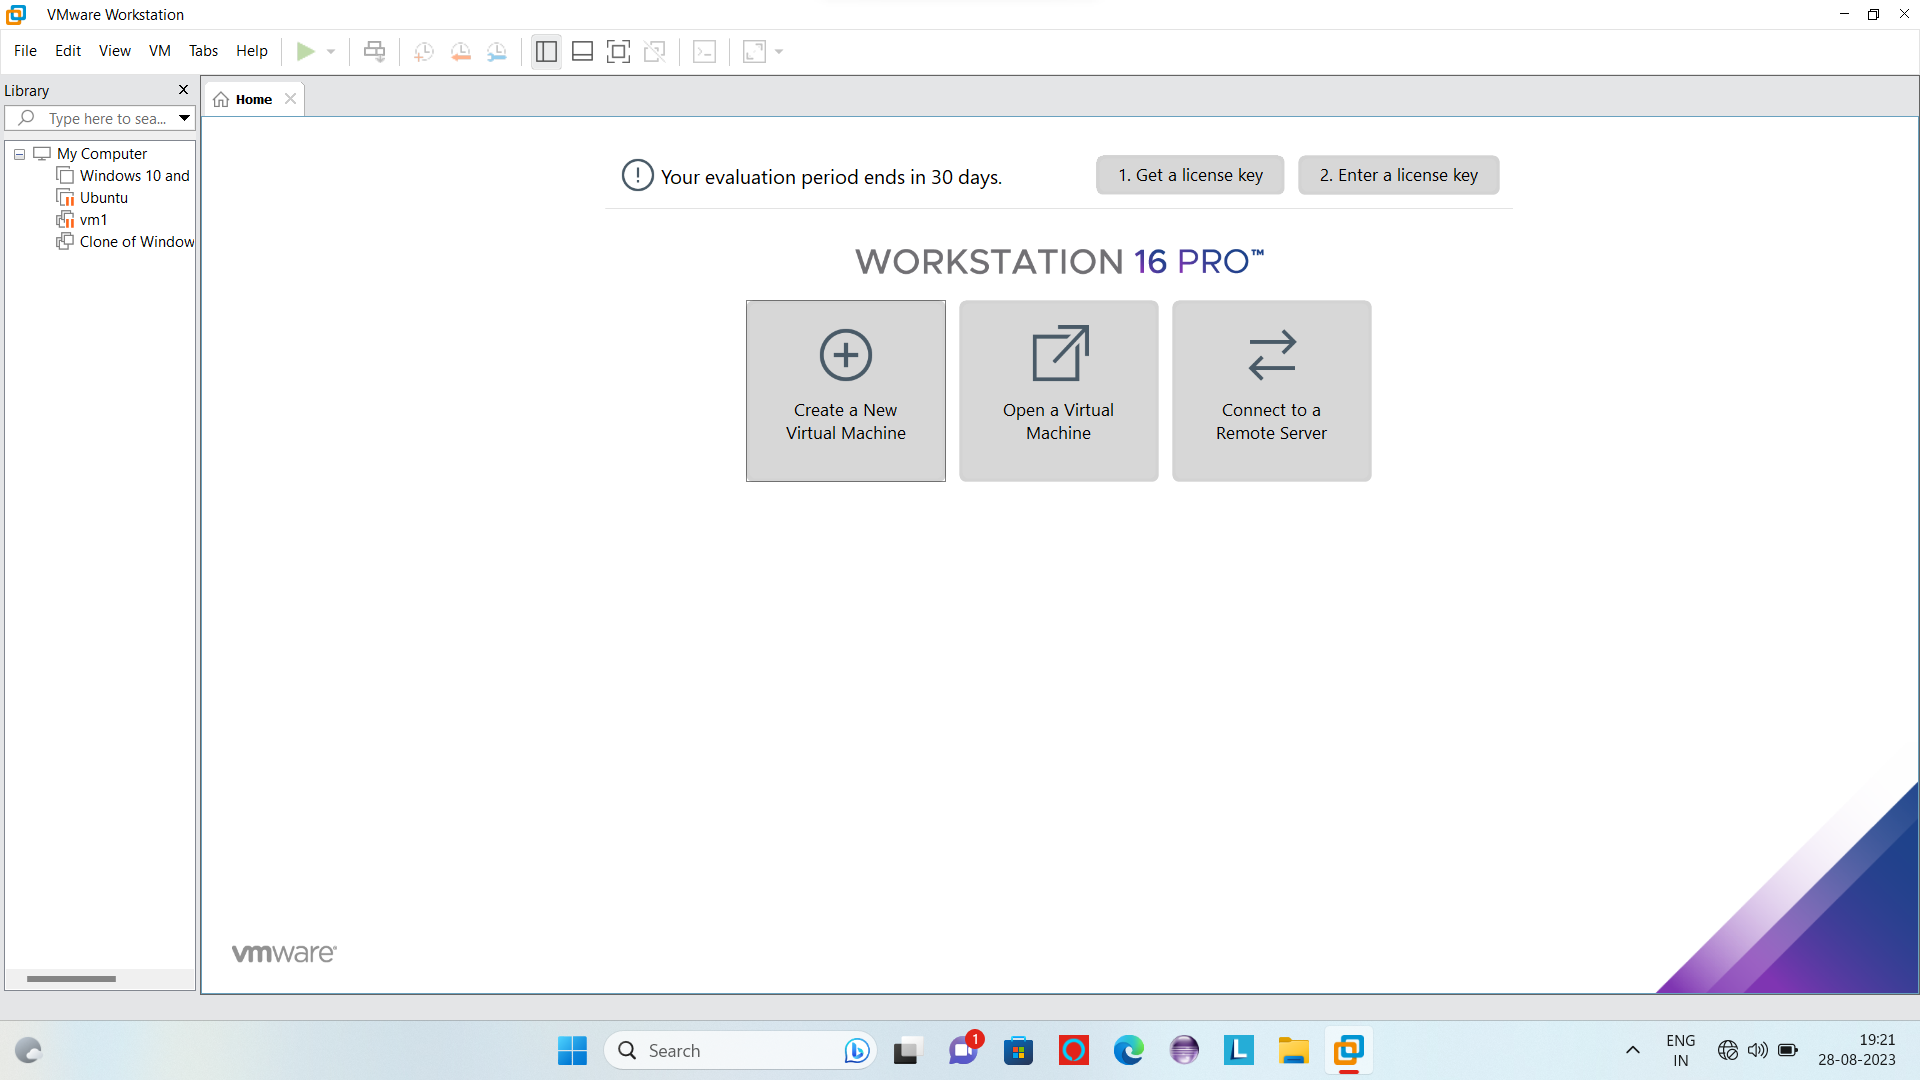 VMware Workstation
File Edit View VM Tabs Help
Library
Type here to sea...
My Computer
Windows 10 and
Ubuntu
vm1
Clone of Window
Home
Your evaluation period ends in 30 days.
1. Get a license key
2. Enter a license key
WORKSTATION 16 PRO™
Create a New
Virtual Machine
Open a Virtual
Machine
Connect to a
Remote Server
vmware®
Search
1
L
ENG
IN
19:21
28-08-2023